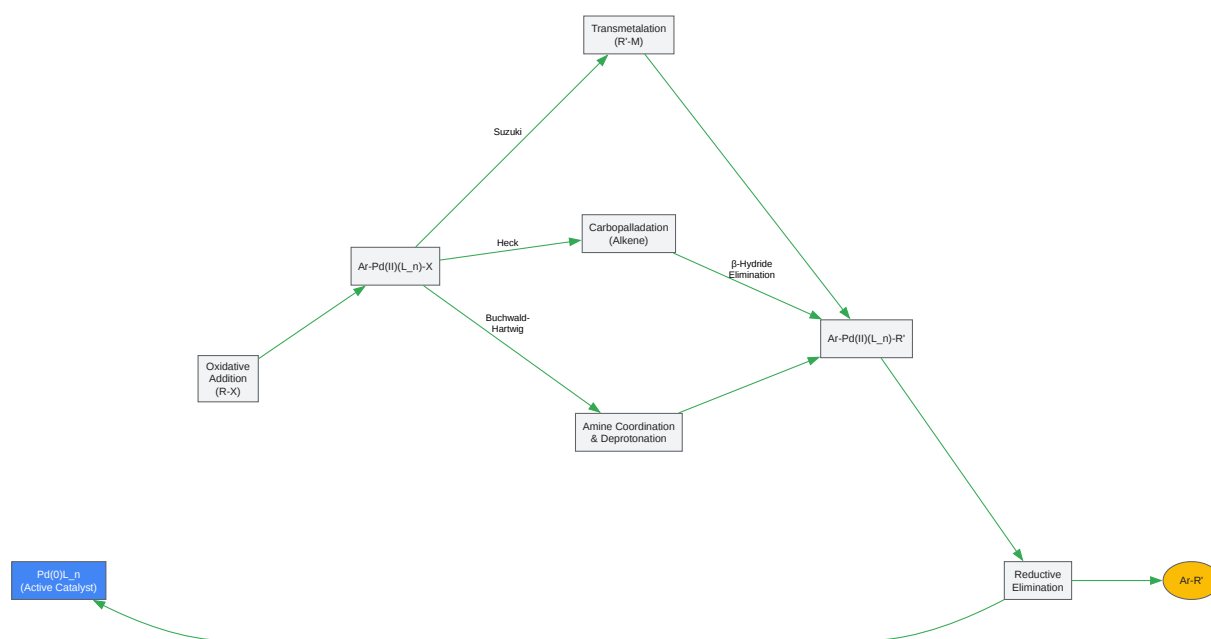 Transmetalation
(R'-M)
Suzuki
Carbopalladation
(Alkene)
Heck
Ar-Pd(II)(L_n)-X
β-Hydride
Elimination
Buchwald-
Hartwig
Ar-Pd(II)(L_n)-R'
Oxidative
Addition
(R-X)
Amine Coordination
& Deprotonation
Pd(0)L_n
(Active Catalyst)
Reductive
Elimination
Ar-R'